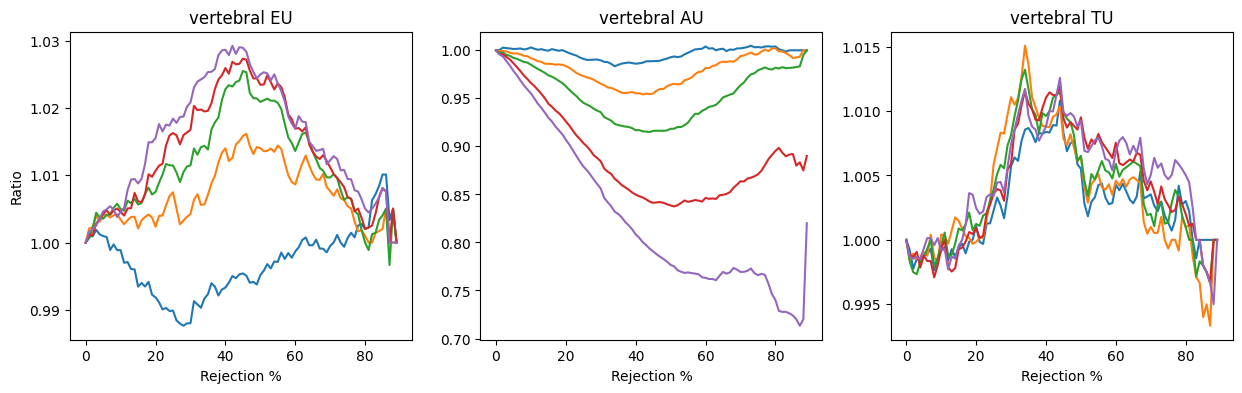 vertebral EU
1.03
1.02
1.01
1.00
0.99
Ratio
0 20 40 60 80
Rejection %
vertebral AU
1.00
0.95
0.90
0.85
0.80
0.75
0.70
0 20 40 60 80
Rejection %
vertebral TU
1.015
1.010
1.005
1.000
0.995
0 20 40 60 80
Rejection %